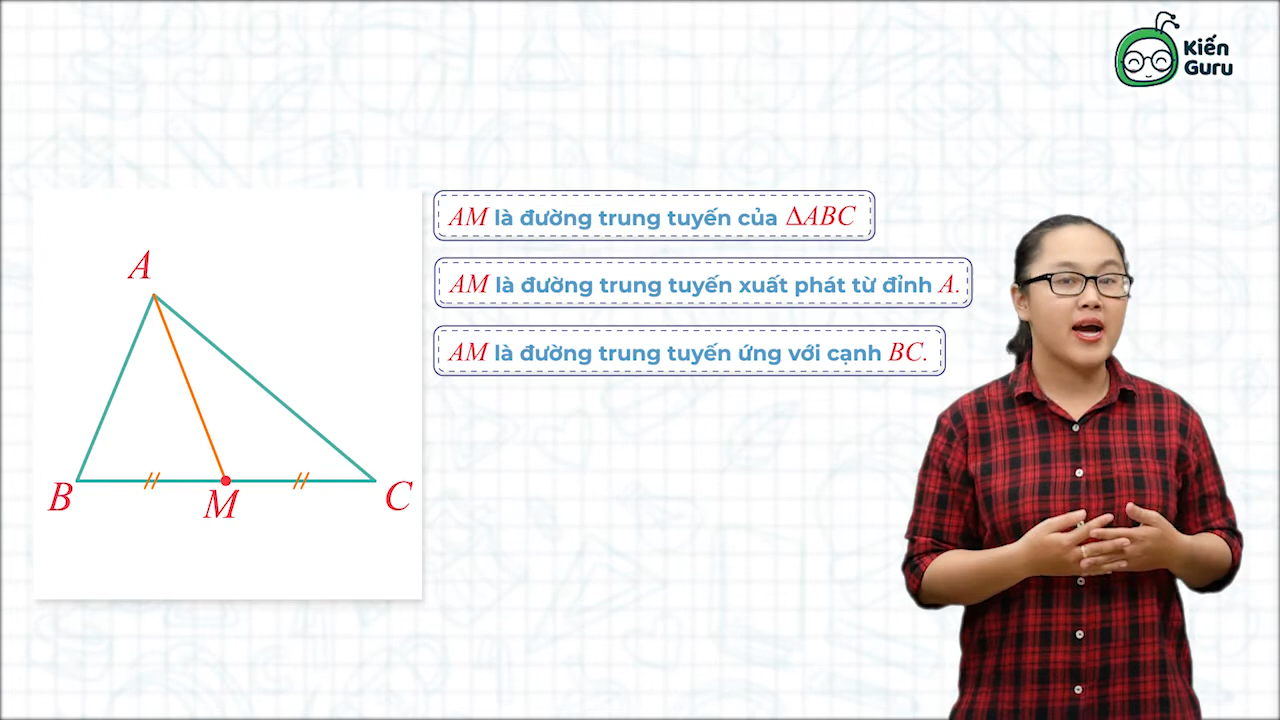 Kiến
Guru
AM là đường trung tuyến của ΔABC
AM là đường trung tuyến xuất phát từ đỉnh A.
AM là đường trung tuyến ứng với cạnh BC.
A
B
M
C